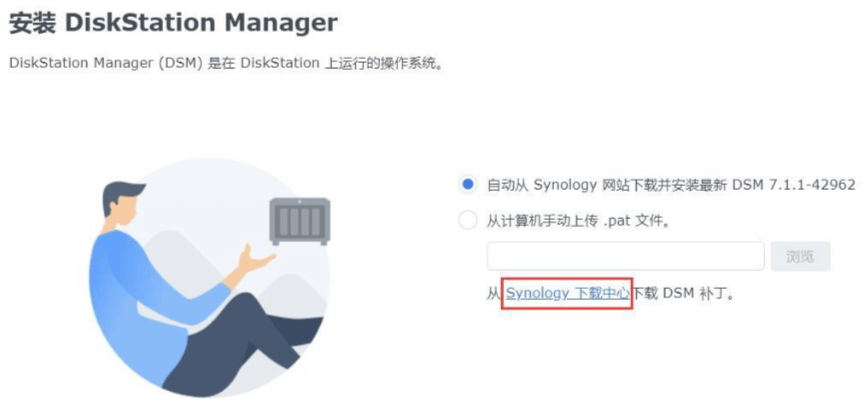 安装 DiskStation Manager
DiskStation Manager (DSM) 是在 DiskStation 上运行的操作系统。
自动从 Synology 网站下载并安装最新 DSM 7.1.1-42962
从计算机手动上传 .pat 文件。
浏览
从 Synology 下载中心下载 DSM 补丁。